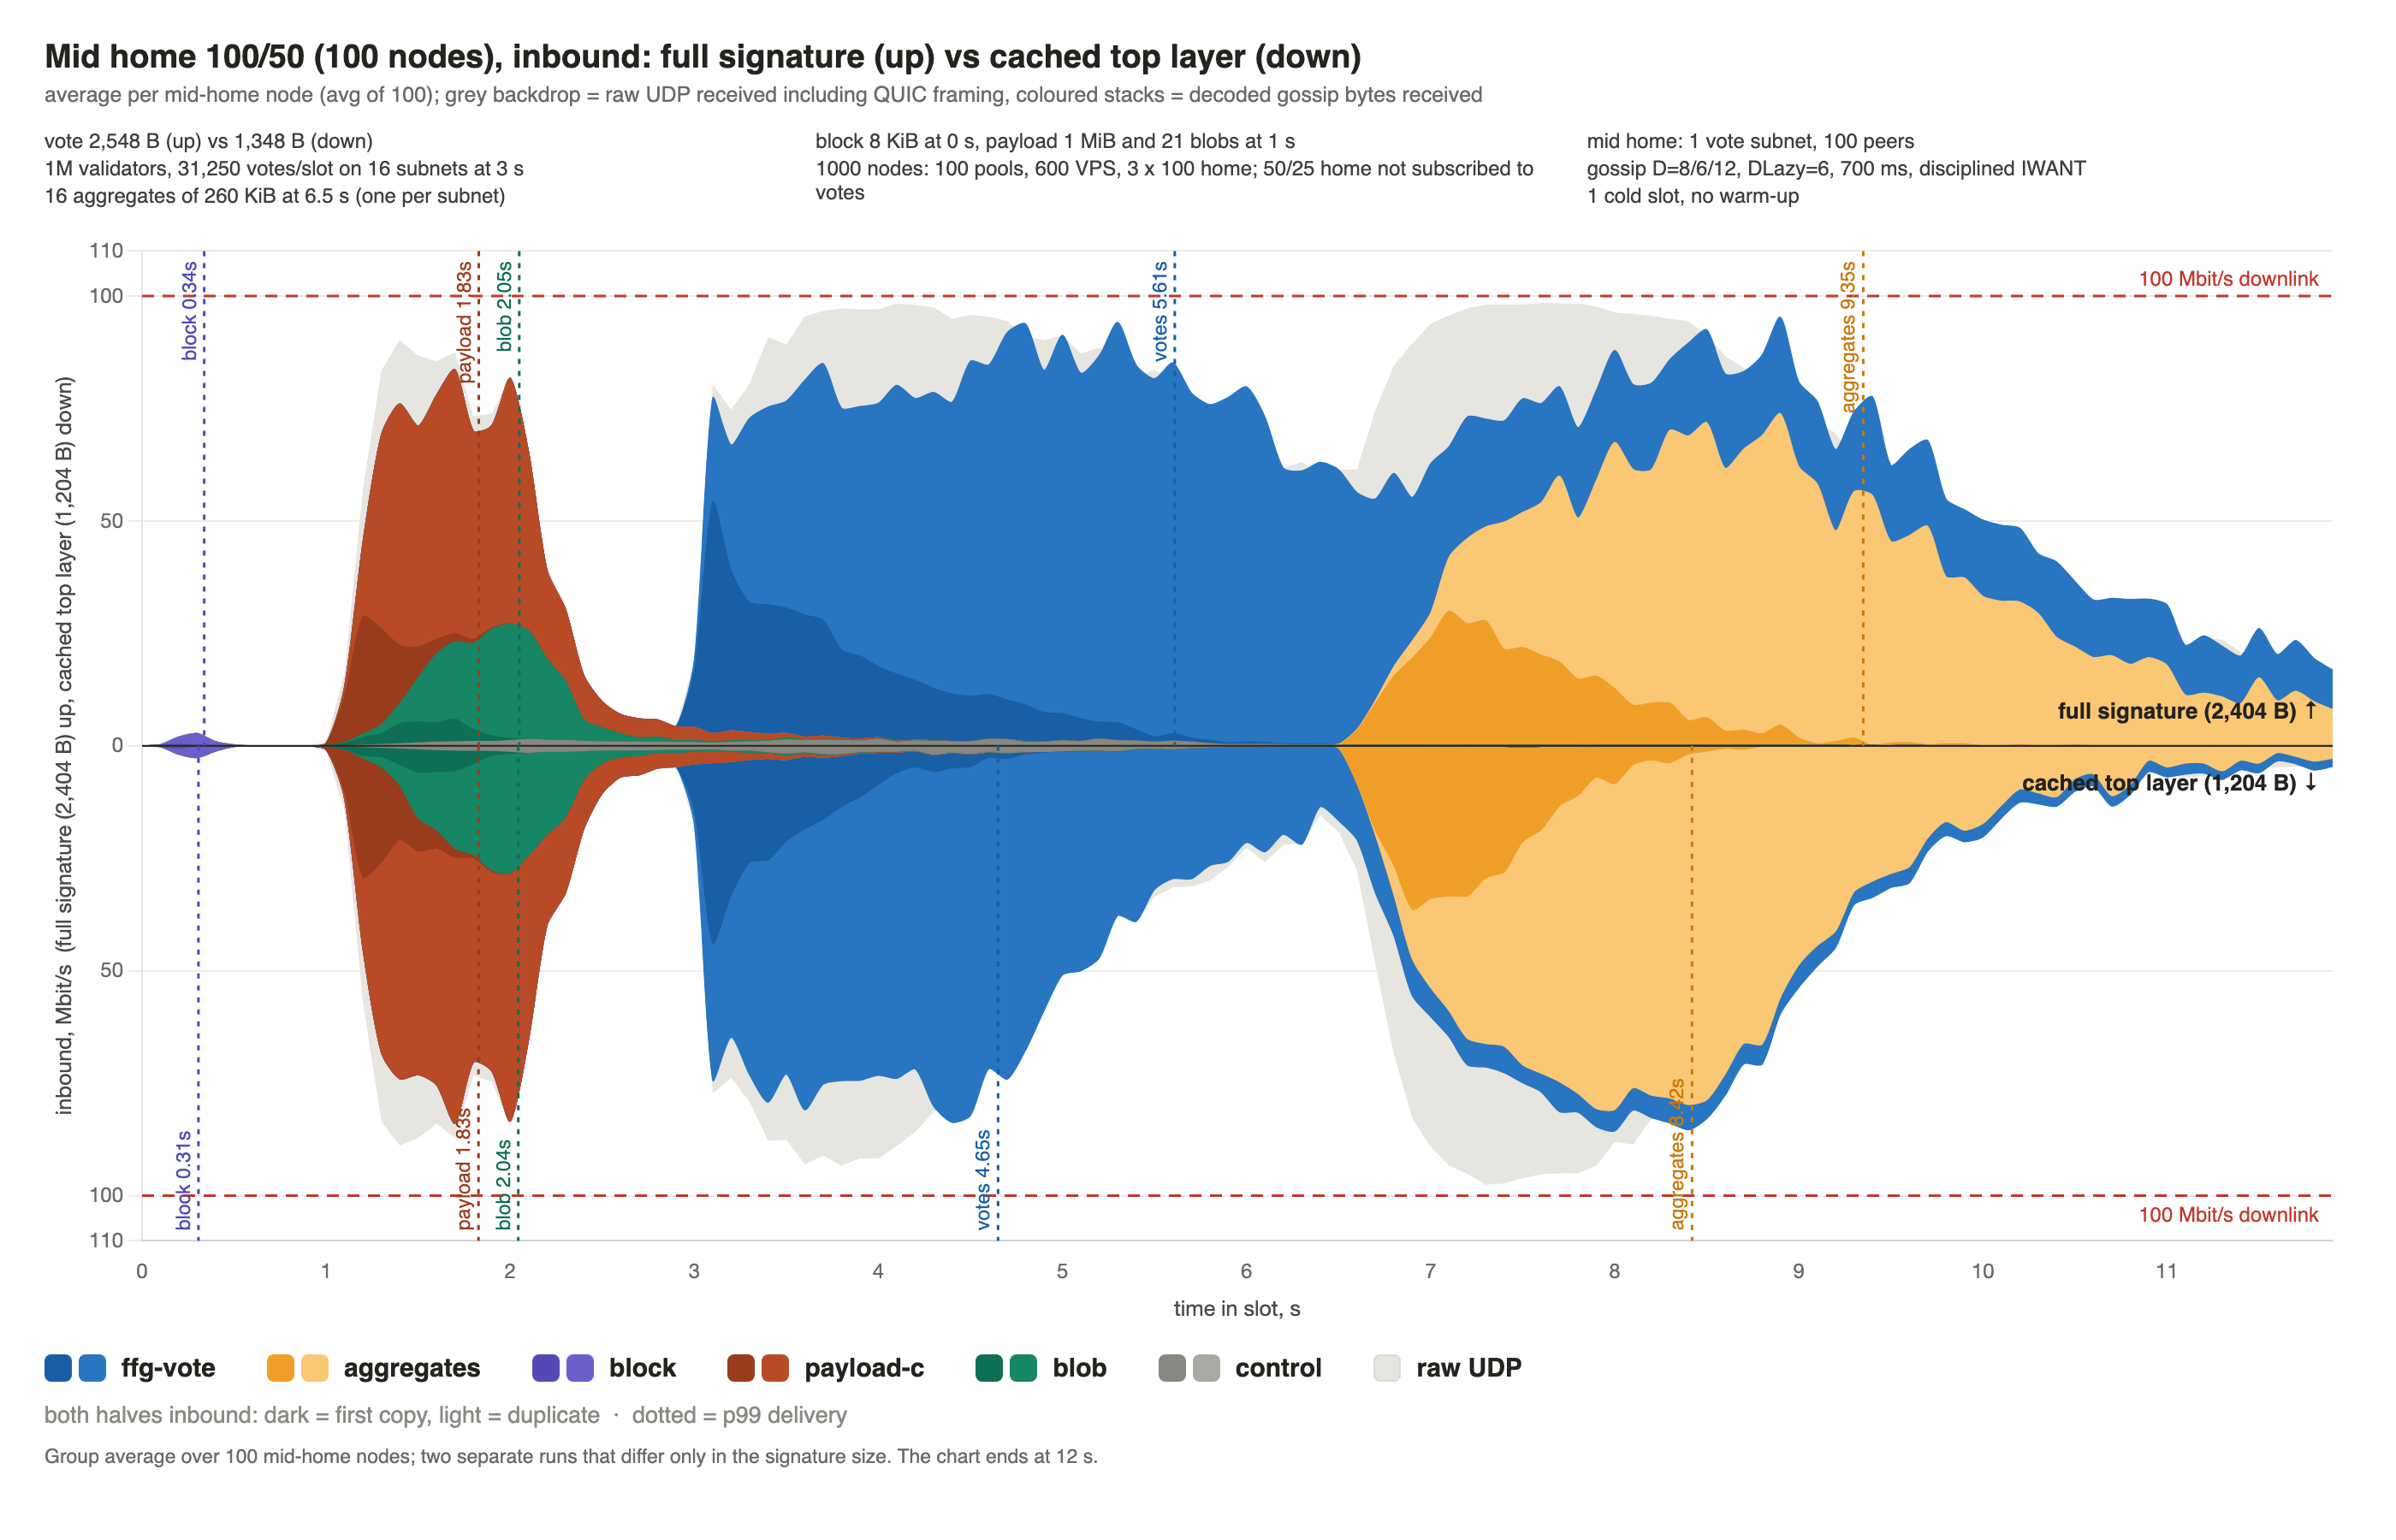 Mid home 100/50 (100 nodes), inbound: full signature (up) vs cached top layer (down)
average per mid-home node (avg of 100); grey backdrop = raw UDP received including QUIC framing, coloured stacks = decoded gossip bytes received
vote 2,548 B (up) vs 1,348 B (down)
1M validators, 31,250 votes/slot on 16 subnets at 3 s
16 aggregates of 260 KiB at 6.5 s (one per subnet)
block 8 KiB at 0 s, payload 1 MiB and 21 blobs at 1 s
1000 nodes: 100 pools, 600 VPS, 3 x 100 home; 50/25 home not subscribed to
votes
mid home: 1 vote subnet, 100 peers
gossip D=8/6/12, DLazy=6, 700 ms, disciplined IWANT
1 cold slot, no warm-up
inbound, Mbit/s (full signature (2,404 B) up, cached top layer (1,204 B) down)
110
100
50
0
50
100
110
block 0.34s
payload 1.83s
blob 2.05s
votes 5.61s
aggregates 9.35s
100 Mbit/s downlink
full signature (2,404 B) ↑
cached top layer (1,204 B) ↓
block 0.31s
payload 1.83s
blob 2.04s
votes 4.65s
aggregates 8.42s
100 Mbit/s downlink
0 1 2 3 4 5 6 7 8 9 10 11
time in slot, s
ffg-vote aggregates block payload-c blob control raw UDP
both halves inbound: dark = first copy, light = duplicate · dotted = p99 delivery
Group average over 100 mid-home nodes; two separate runs that differ only in the signature size. The chart ends at 12 s.